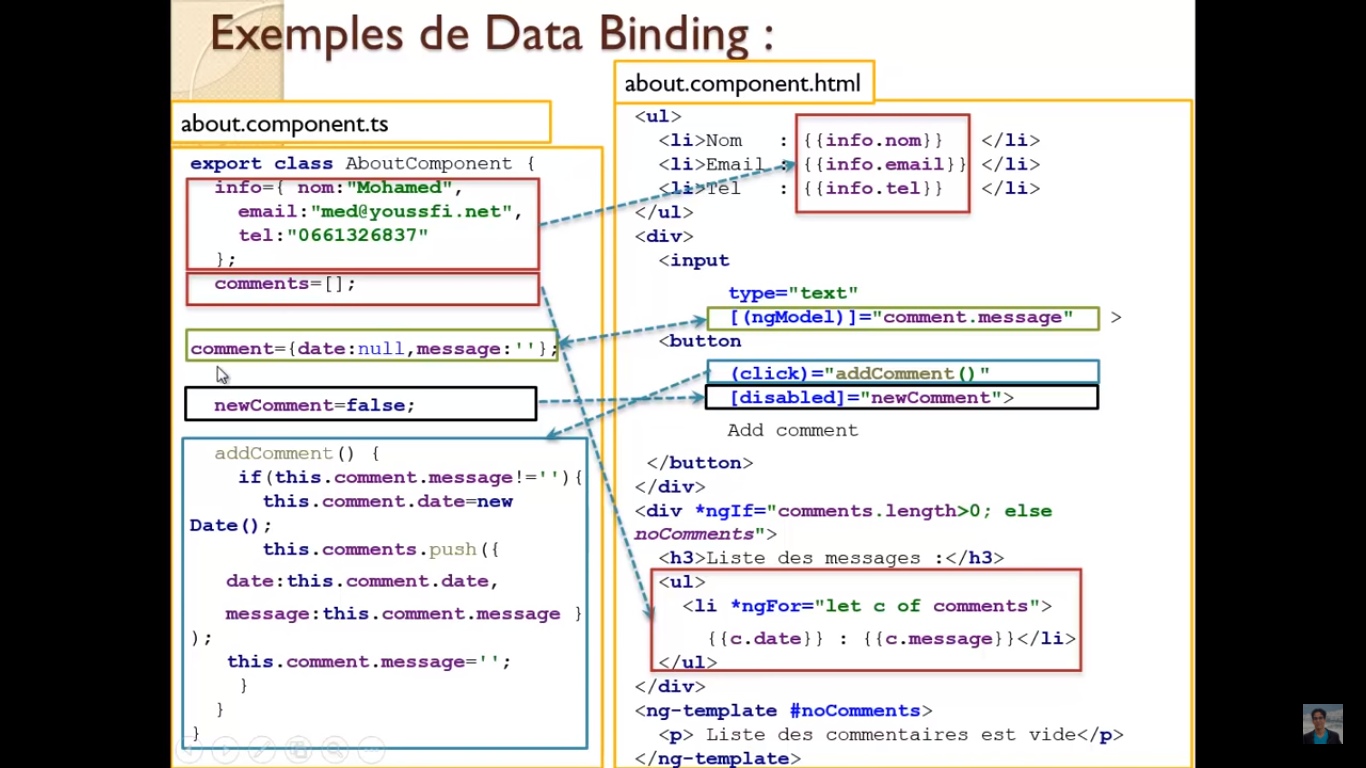 Exemples de Data Binding :
about.component.ts
export class AboutComponent {
info={ nom:"Mohamed",
email:"med@youssfi.net",
tel:"0661326837"
};
comments=[];
comment={date:null,message:''};
newComment=false;
addComment() {
if(this.comment.message!=''){
this.comment.date=new
Date();
this.comments.push({
date:this.comment.date,
message:this.comment.message }
);
this.comment.message='';
}
}
}
about.component.html
<ul>
<li>Nom : {{info.nom}} </li>
<li>Email : {{info.email}} </li>
<li>Tel : {{info.tel}} </li>
</ul>
<div>
<input
type="text"
[(ngModel)]="comment.message" >
<button
(click)="addComment()"
[disabled]="newComment">
Add comment
</button>
</div>
<div *ngIf="comments.length>0; else
noComments">
<h3>Liste des messages :</h3>
<ul>
<li *ngFor="let c of comments">
{{c.date}} : {{c.message}}</li>
</ul>
</div>
<ng-template #noComments>
<p> Liste des commentaires est vide</p>
</ng-template>